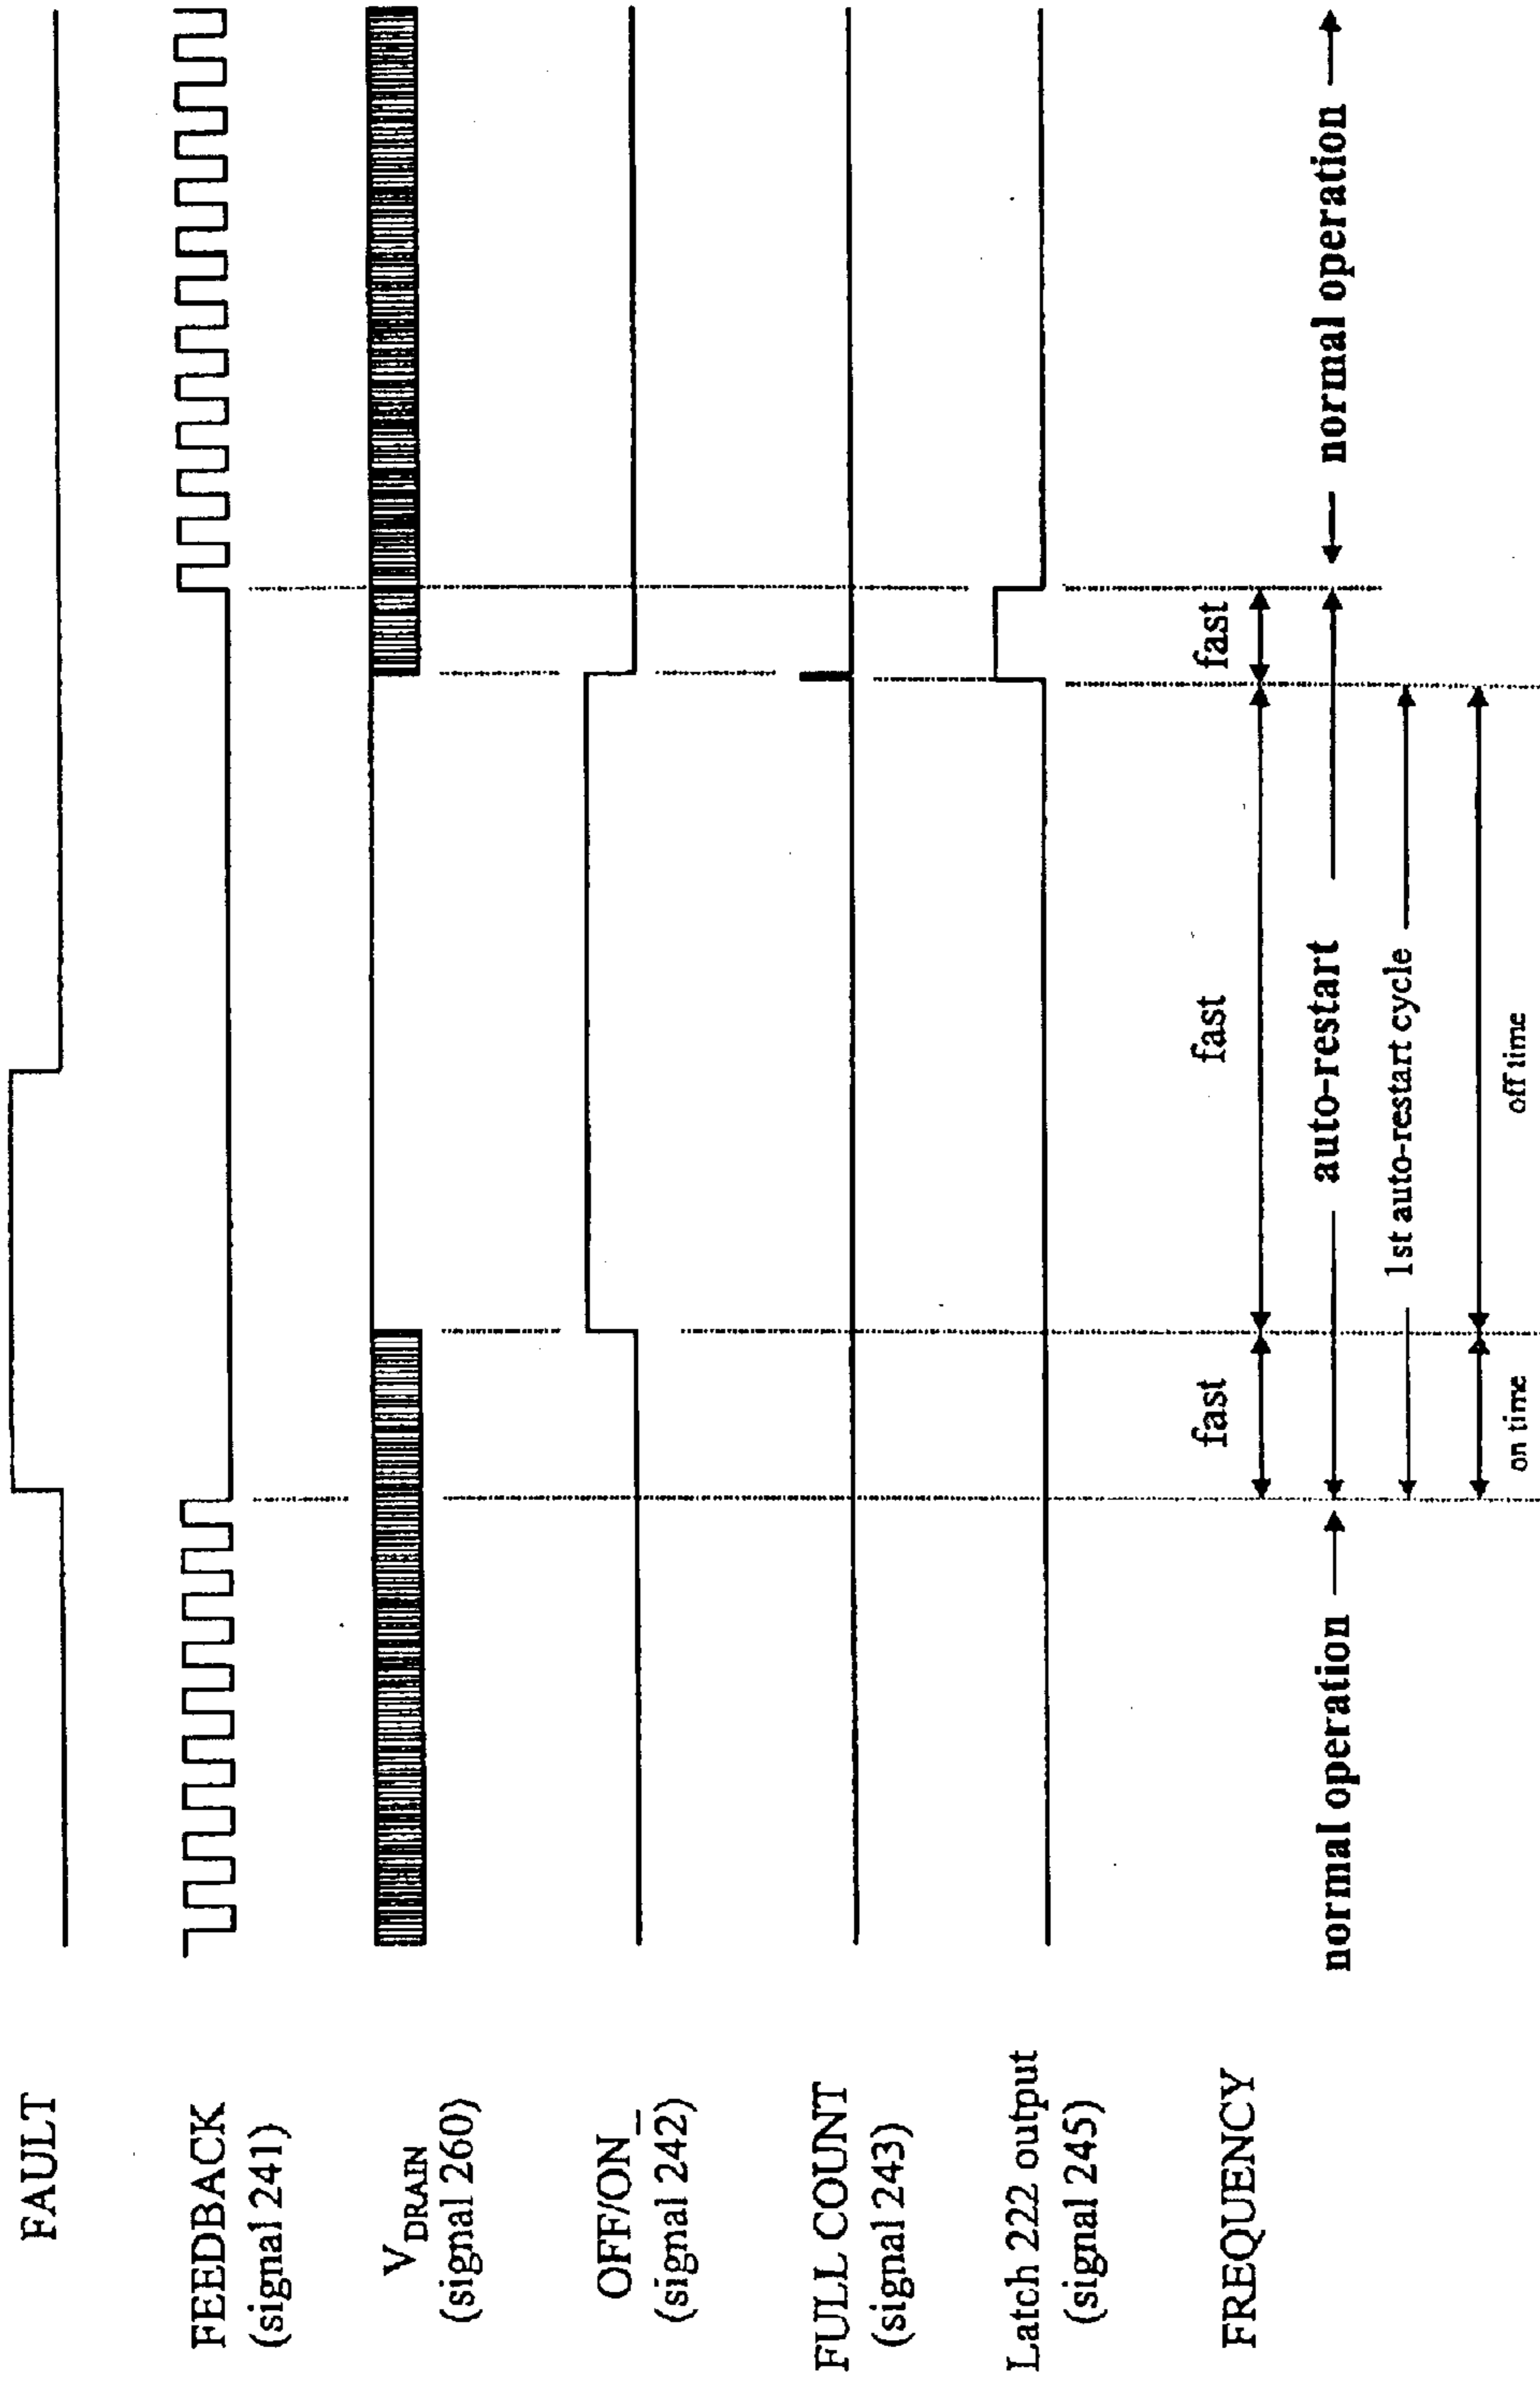 FAULT
FEEDBACK
(signal 241)
VDRAIN
(signal 260)
OFF/ON_
(signal 242)
FULL COUNT
(signal 243)
Latch 222 output
(signal 245)
FREQUENCY
fast
fast
fast
normal operation
auto-restart
normal operation
1st auto-restart cycle
on time
off time